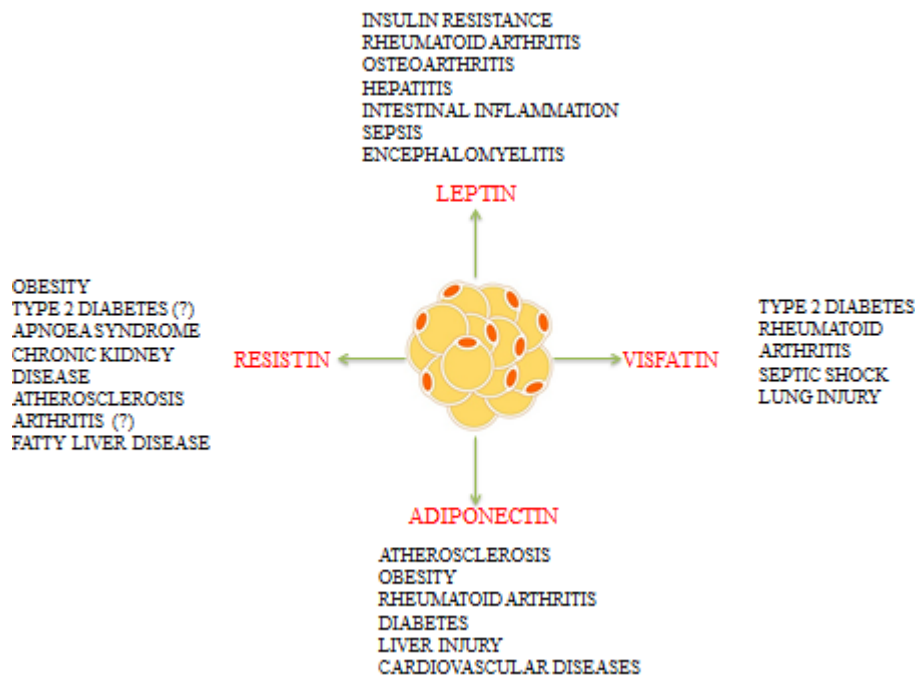 INSULIN RESISTANCE
RHEUMATOID ARTHRITIS
OSTEOARTHRITIS
HEPATITIS
INTESTINAL INFLAMMATION
SEPSIS
ENCEPHALOMYELITIS
LEPTIN
OBESITY
TYPE 2 DIABETES (?)
APNOEA SYNDROME
CHRONIC KIDNEY
DISEASE
ATHEROSCLEROSIS
ARTHRITIS (?)
FATTY LIVER DISEASE
RESISTIN
VISFATIN
TYPE 2 DIABETES
RHEUMATOID
ARTHRITIS
SEPTIC SHOCK
LUNG INJURY
ADIPONECTIN
ATHEROSCLEROSIS
OBESITY
RHEUMATOID ARTHRITIS
DIABETES
LIVER INJURY
CARDIOVASCULAR DISEASES